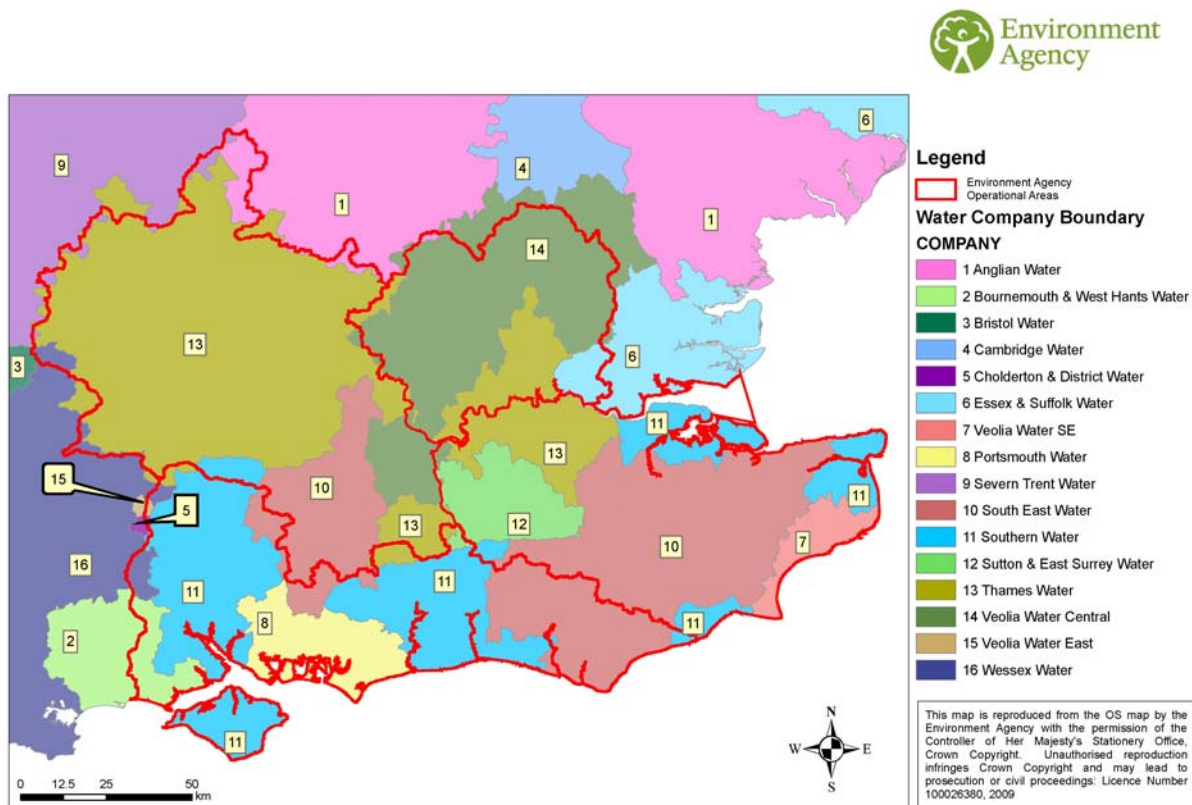 Environment
Agency
Legend
Environment Agency
Operational Areas
Water Company Boundary
COMPANY
1 Anglian Water
2 Bournemouth & West Hants Water
3 Bristol Water
4 Cambridge Water
5 Cholderton & District Water
6 Essex & Suffolk Water
7 Veolia Water SE
8 Portsmouth Water
9 Severn Trent Water
10 South East Water
11 Southern Water
12 Sutton & East Surrey Water
13 Thames Water
14 Veolia Water Central
15 Veolia Water East
16 Wessex Water
This map is reproduced from the OS map by the
Environment Agency with the permission of the
Controller of Her Majesty's Stationery Office,
Crown Copyright. Unauthorised reproduction
infringes Crown Copyright and may lead to
prosecution or civil proceedings: Licence Number
100026380, 2009
6
9
4
1
1
14
13
6
3
11
13
15
10
11
5
12
13
10
7
16
11
11
8
11
2
11
N
W E
S
0 12.5 25 50
km